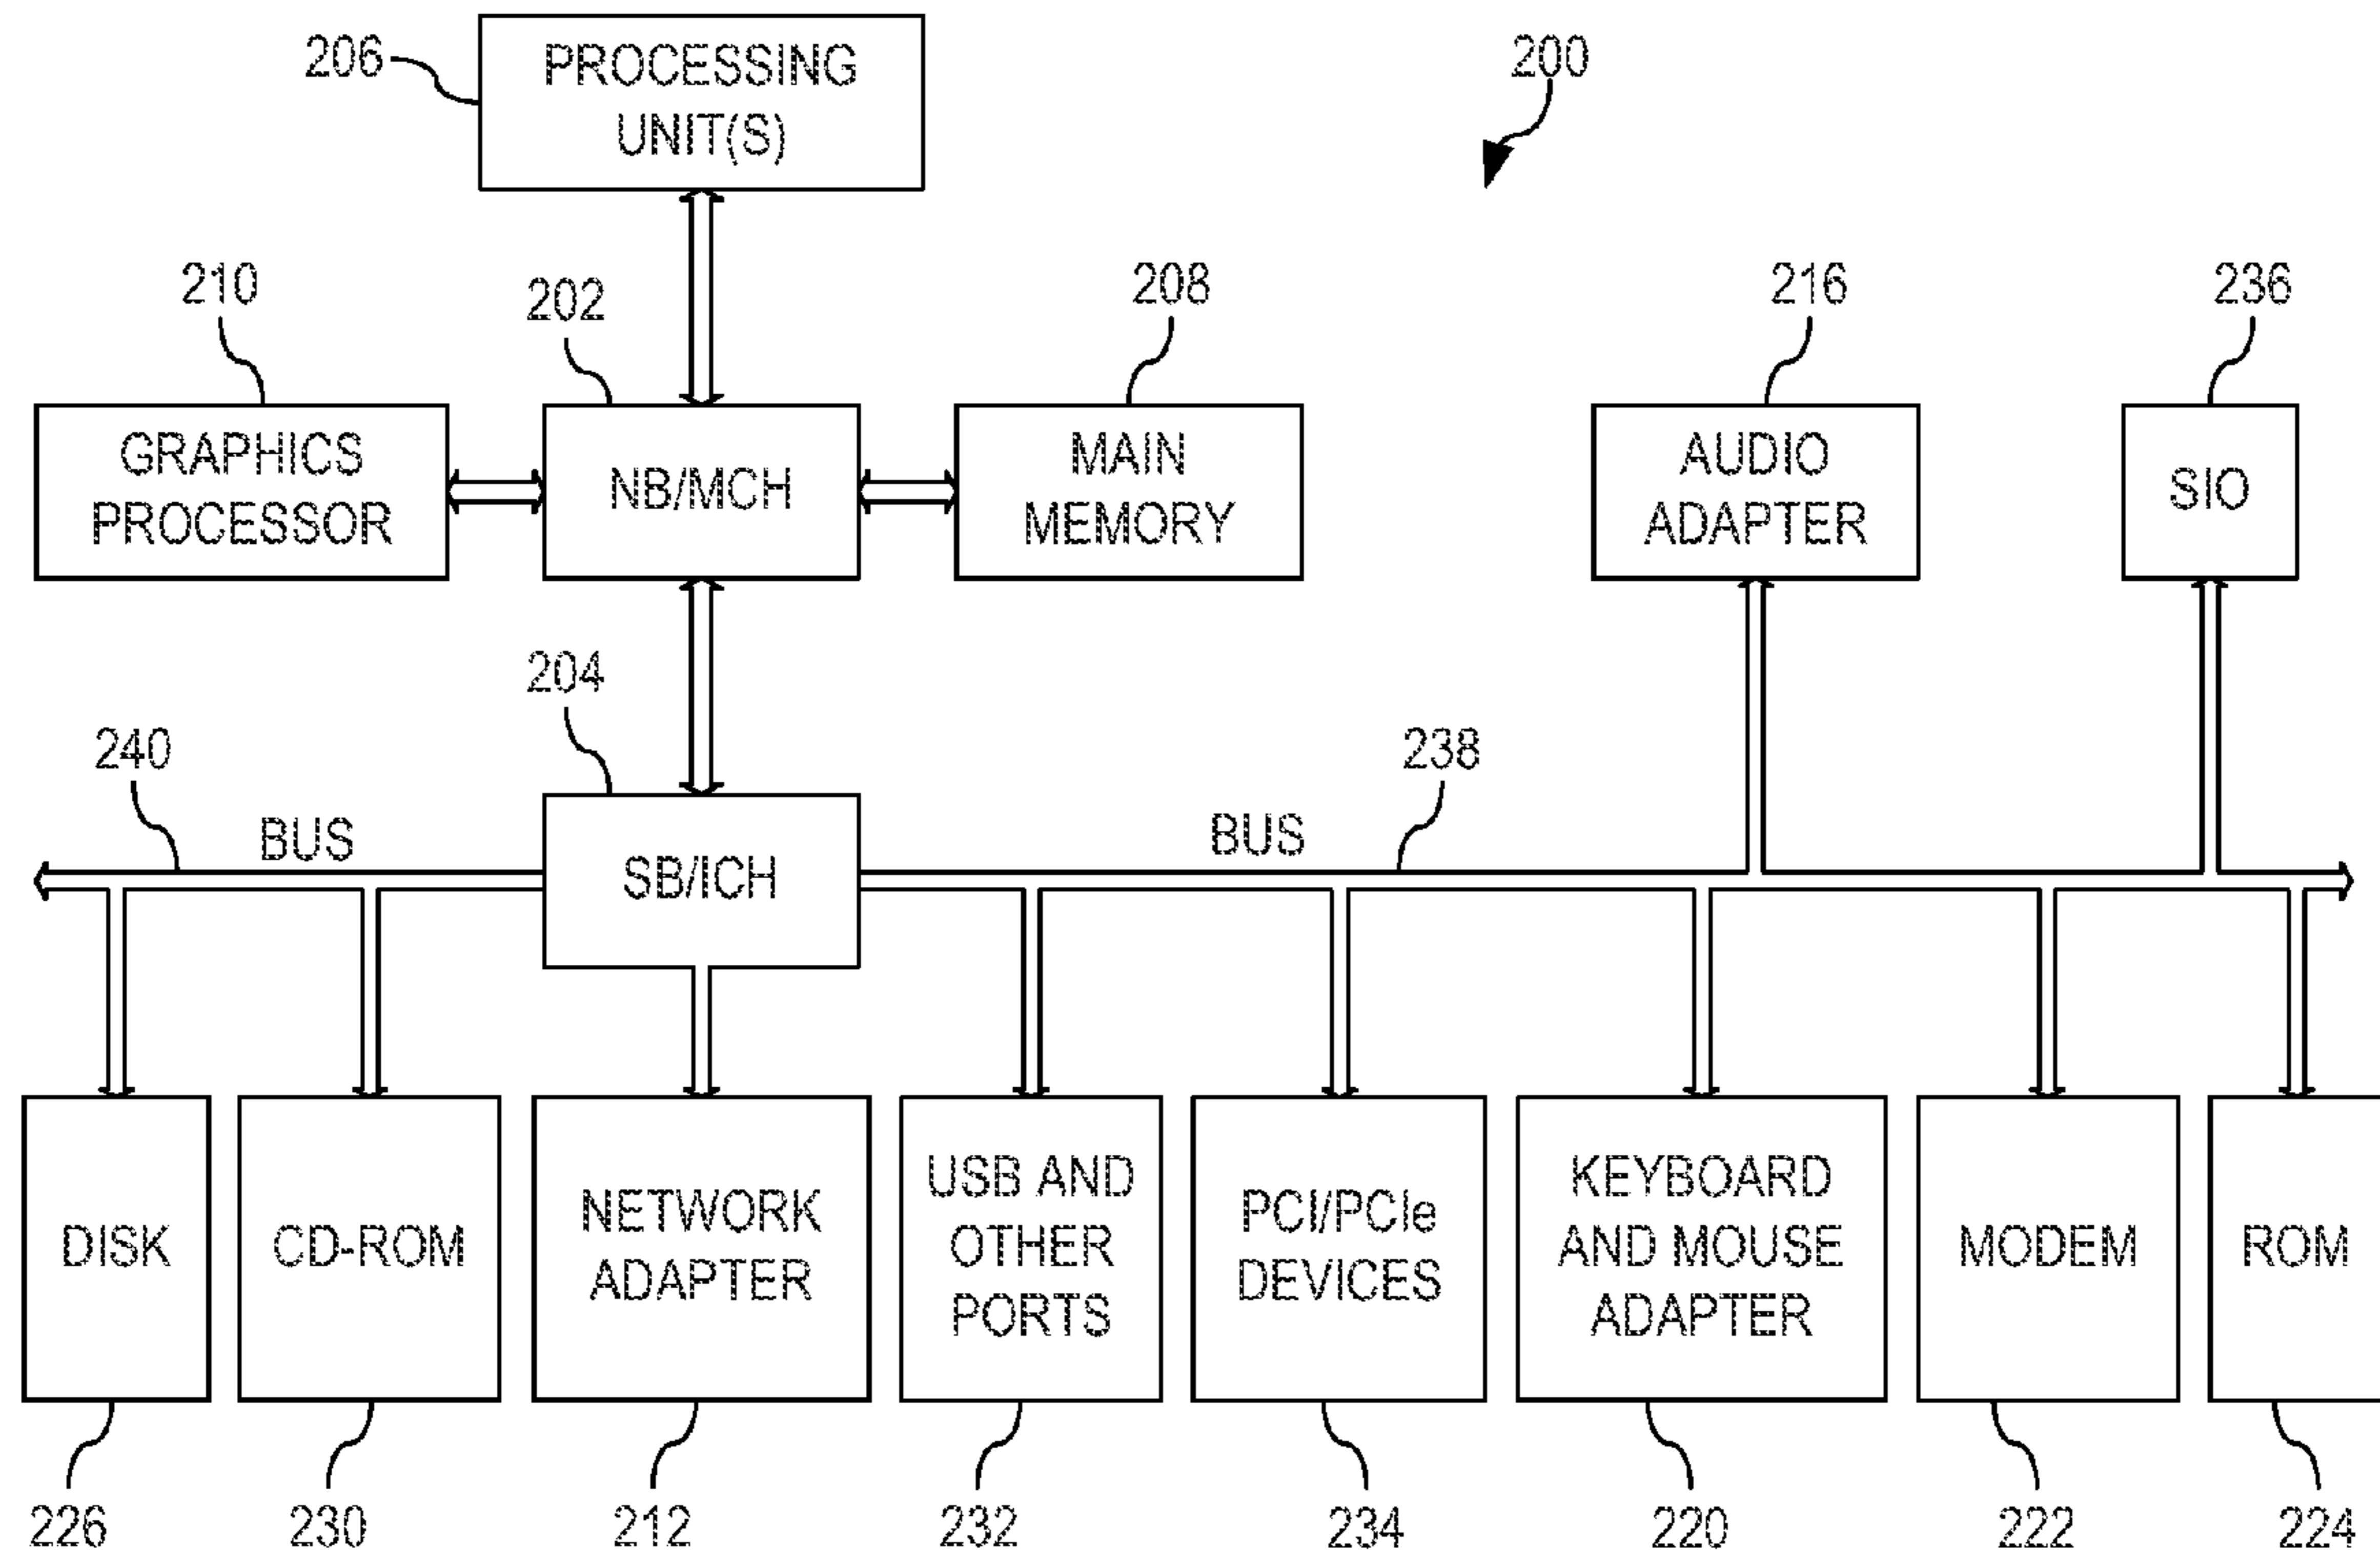 206
PROCESSING
UNIT(S)
200
210
202
208
216
236
GRAPHICS
PROCESSOR
NB/MCH
MAIN
MEMORY
AUDIO
ADAPTER
SIO
204
240
238
BUS
BUS
SB/ICH
DISK
CD-ROM
NETWORK
ADAPTER
USB AND
OTHER
PORTS
PCI/PCIe
DEVICES
KEYBOARD
AND MOUSE
ADAPTER
MODEM
ROM
226
230
212
232
234
220
222
224